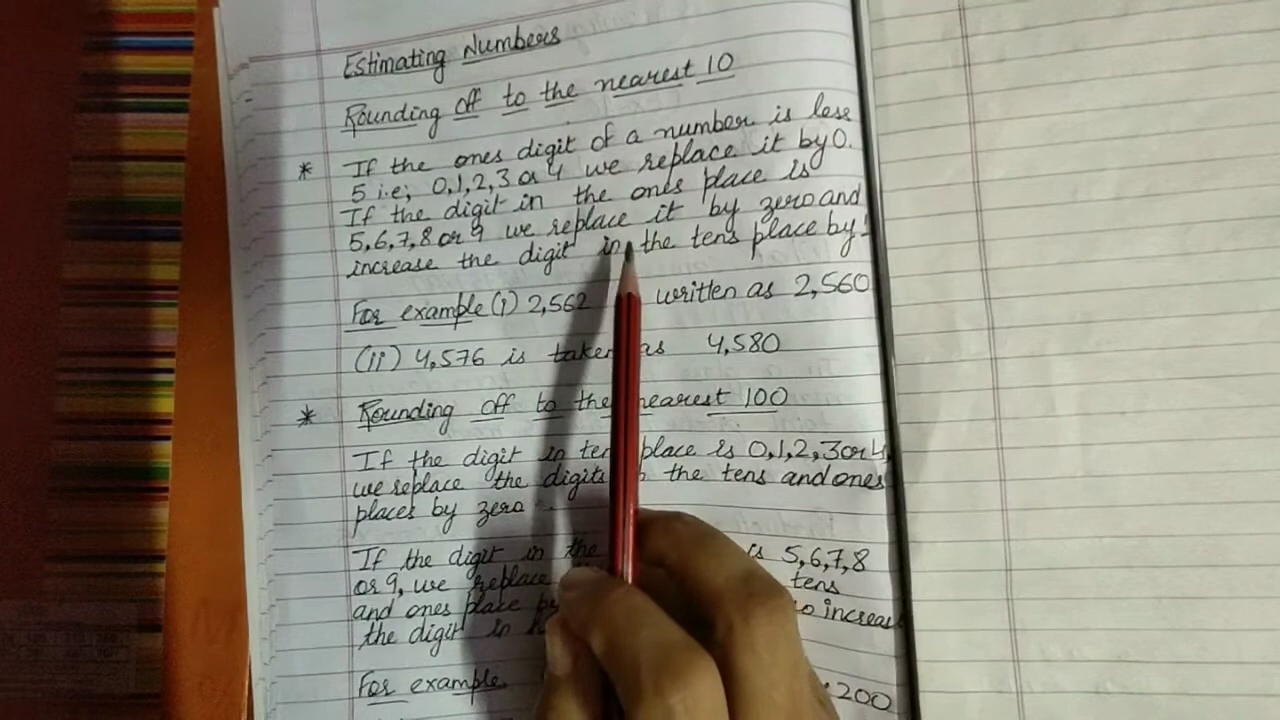 Estimating Numbers
Rounding off to the nearest 10
* If the ones digit of a number is less
5 i.e; 0,1,2,3 or 4 we replace it by 0.
If the digit in the ones place is
5,6,7,8 or 9 we replace it by zero and
increase the digit in the tens place by 1
For example (i) 2,562 written as 2,560
(ii) 4,576 is taken as 4,580
* Rounding off to the nearest 100
If the digit in ten place is 0,1,2,3 or 4,
we replace the digits the tens and ones
places by zero.
If the digit in the is 5,6,7,8
or 9, we replace tens
and ones place by increase
the digit in
For example 200